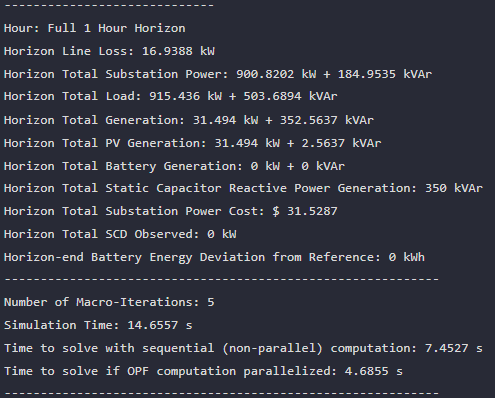 -----------------------------
Hour: Full 1 Hour Horizon
Horizon Line Loss: 16.9388 kW
Horizon Total Substation Power: 900.8202 kW + 184.9535 kVAr
Horizon Total Load: 915.436 kW + 503.6894 kVAr
Horizon Total Generation: 31.494 kW + 352.5637 kVAr
Horizon Total PV Generation: 31.494 kW + 2.5637 kVAr
Horizon Total Battery Generation: 0 kW + 0 kVAr
Horizon Total Static Capacitor Reactive Power Generation: 350 kVAr
Horizon Total Substation Power Cost: $ 31.5287
Horizon Total SCD Observed: 0 kW
Horizon-end Battery Energy Deviation from Reference: 0 kWh
------------------------------------------------------------
Number of Macro-Iterations: 5
Simulation Time: 14.6557 s
Time to solve with sequential (non-parallel) computation: 7.4527 s
Time to solve if OPF computation parallelized: 4.6855 s
------------------------------------------------------------